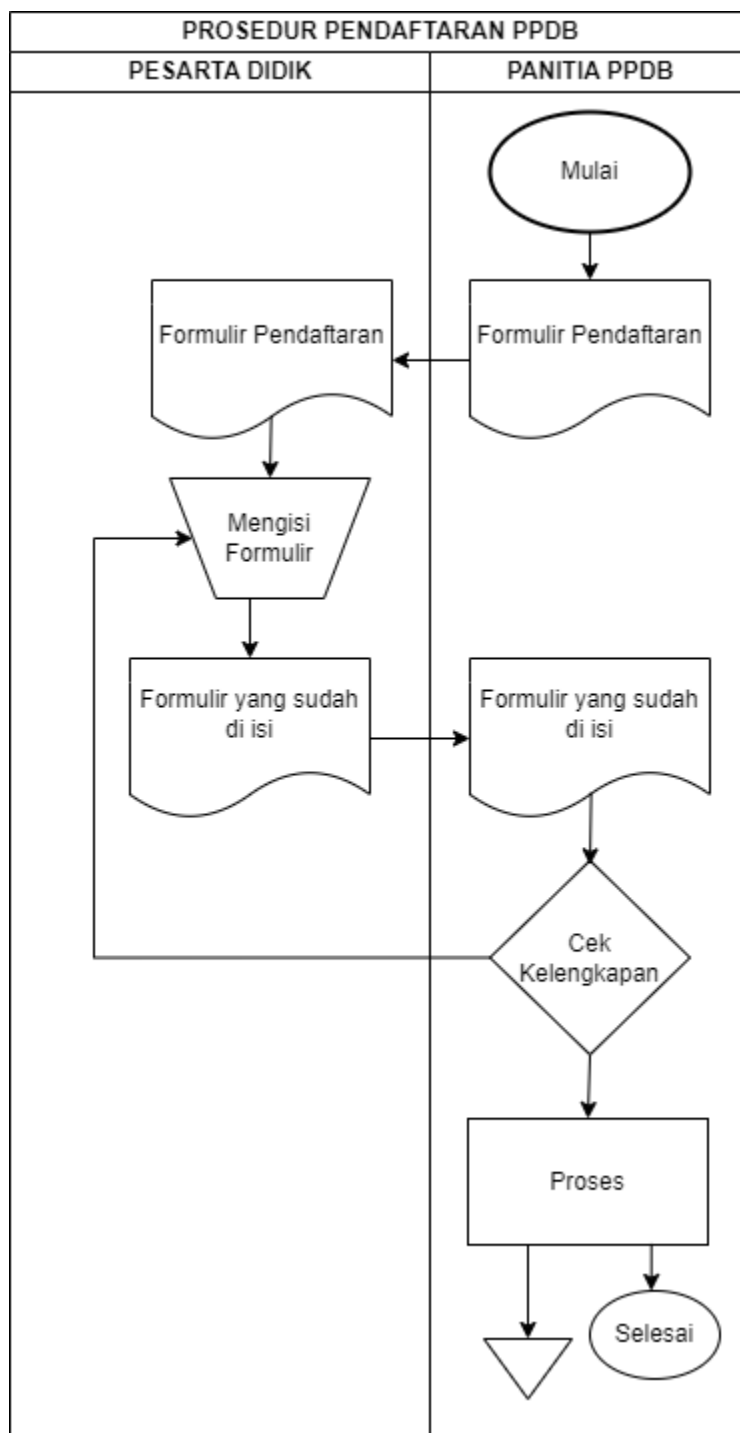 PROSEDUR PENDAFTARAN PPDB
PESARTA DIDIK
PANITIA PPDB
Mulai
Formulir Pendaftaran
Formulir Pendaftaran
Mengisi
Formulir
Formulir yang sudah
di isi
Formulir yang sudah
di isi
Cek
Kelengkapan
Proses
Selesai